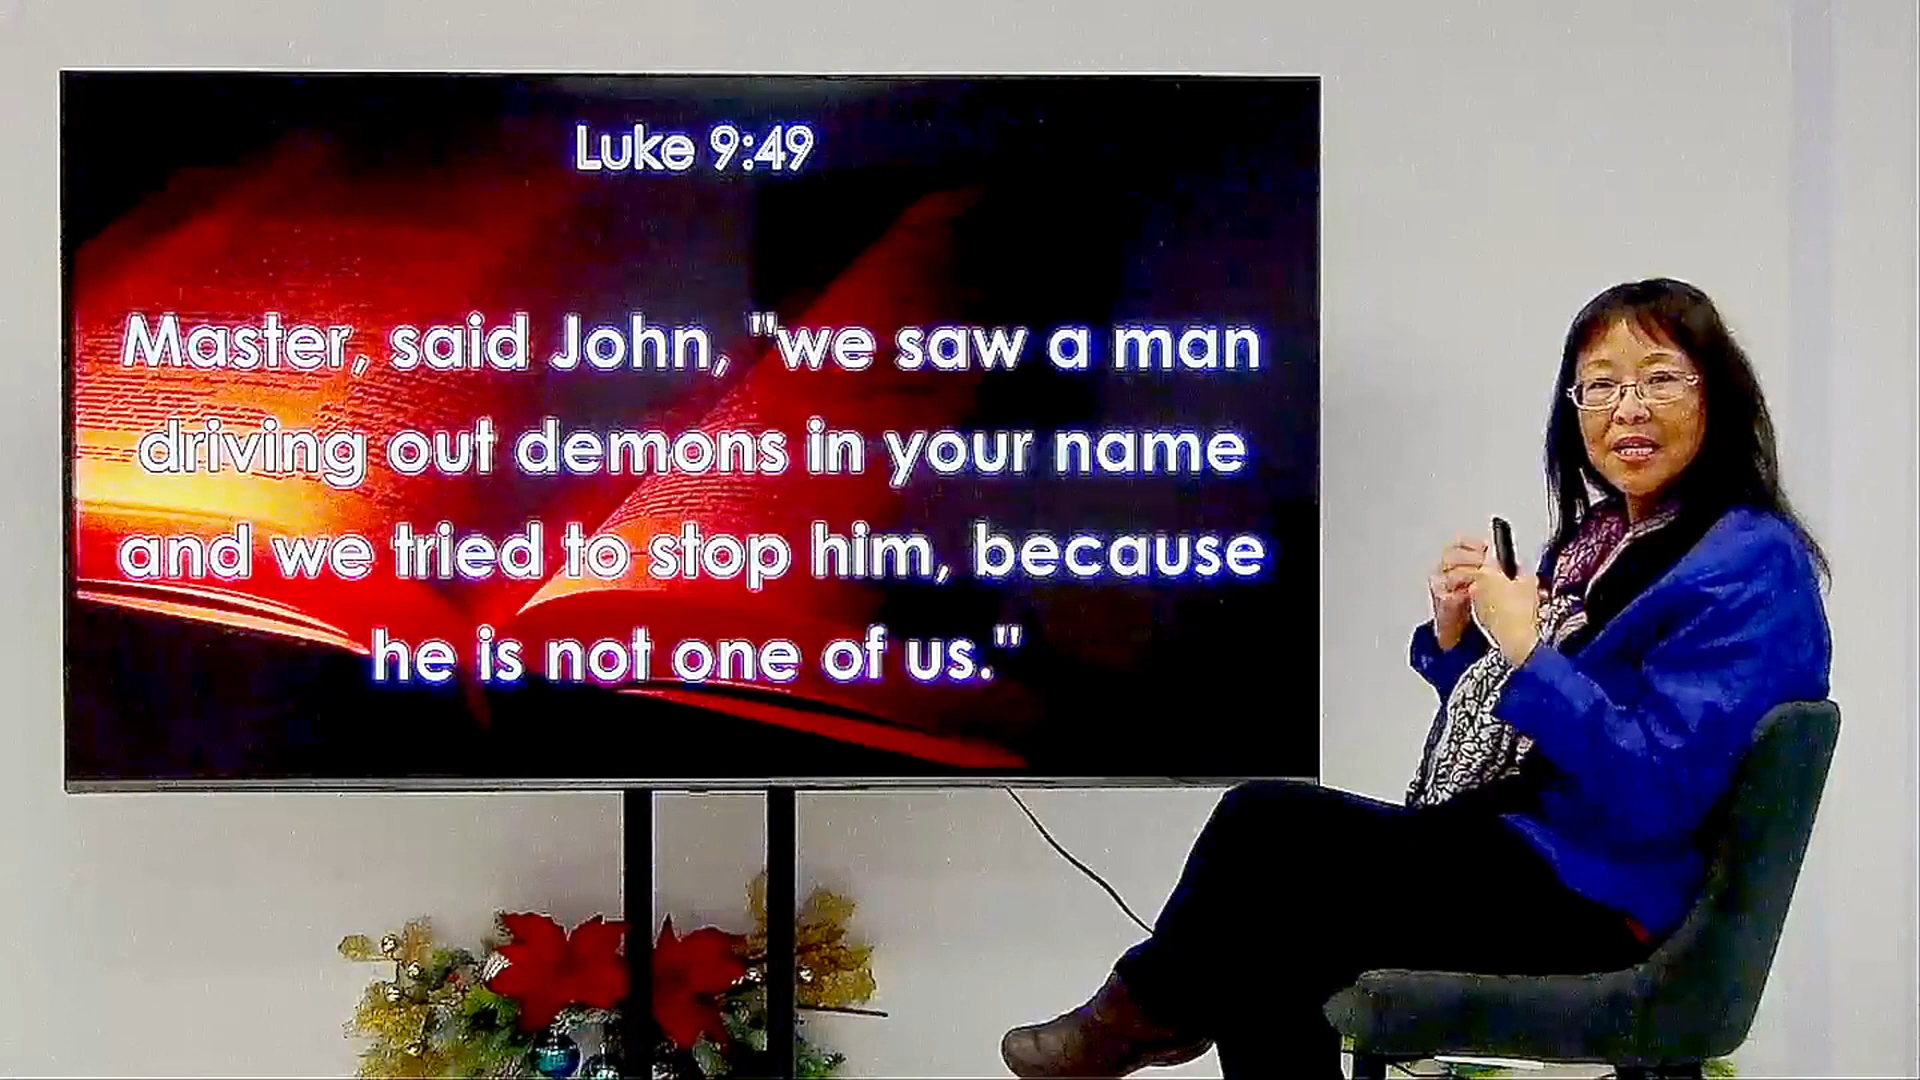 Luke 9:49
Master, said John, "we saw a man
driving out demons in your name
and we tried to stop him, because
he is not one of us."